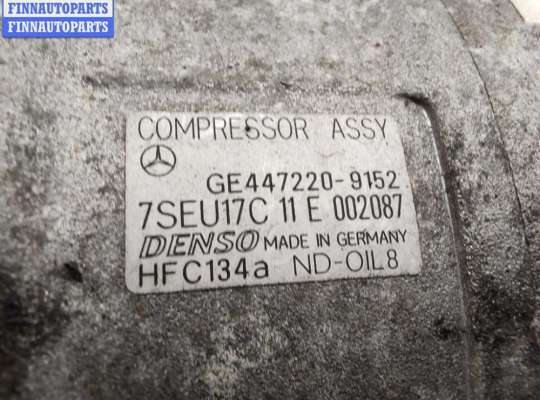 FINNAUTOPARTS
FINNAUTOPARTS
COMPRESSOR ASSY
GE447220-9152
7SEU17C 11 E 002087
DENSO MADE IN GERMANY
HFC134a ND-OIL8